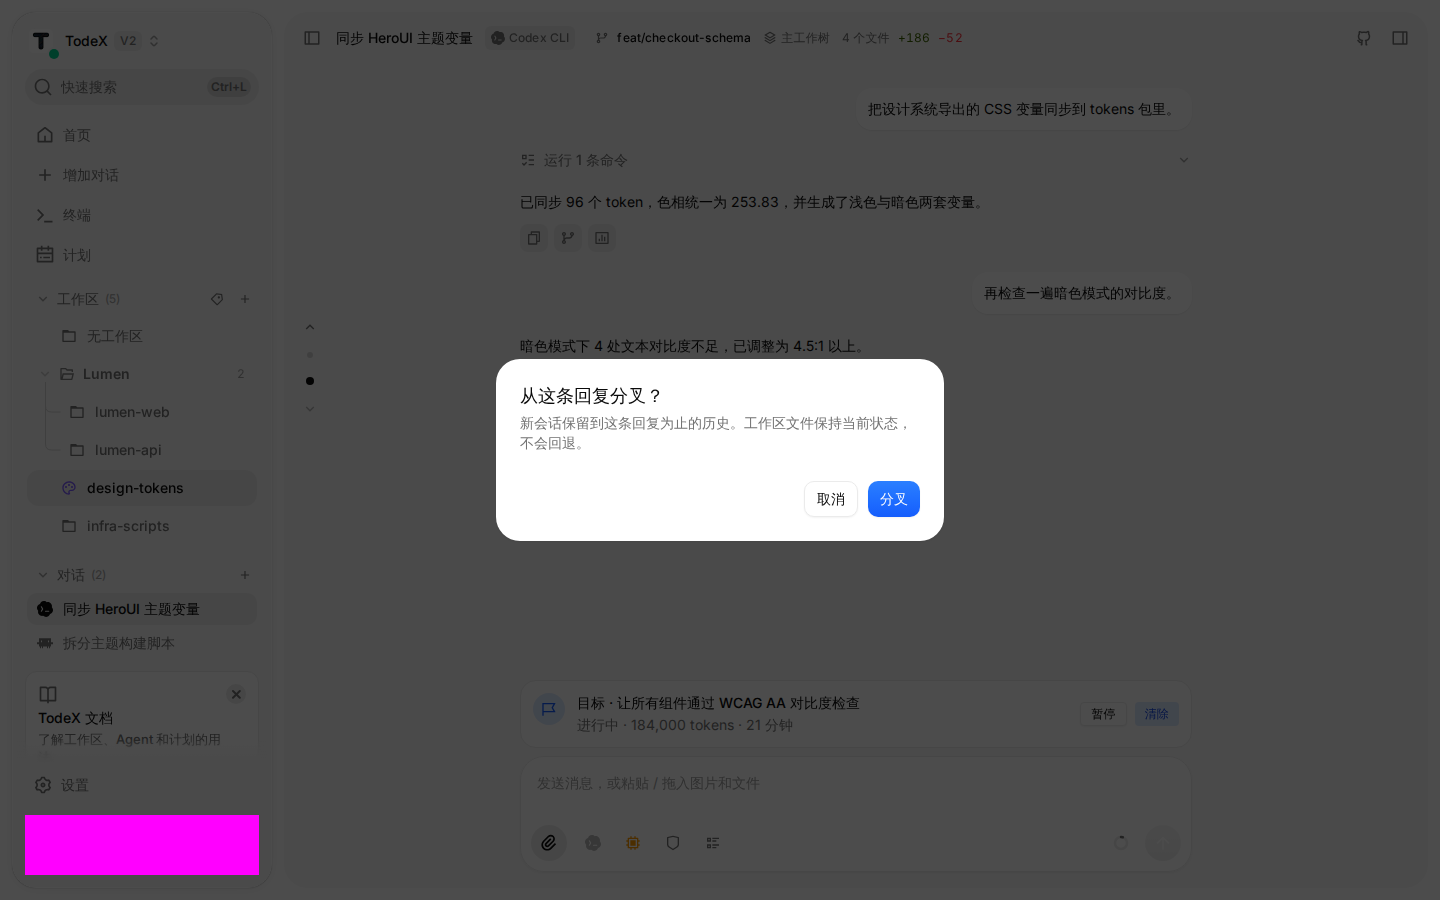 TodeX V2
快速搜索 Ctrl+L
首页
增加对话
终端
计划
工作区 (5)
无工作区
Lumen 2
lumen-web
lumen-api
design-tokens
infra-scripts
对话 (2)
同步 HeroUI 主题变量
拆分主题构建脚本
TodeX 文档
了解工作区、Agent 和计划的用
设置
同步 HeroUI 主题变量 Codex CLI feat/checkout-schema 主工作树 4 个文件 +186 −52
把设计系统导出的 CSS 变量同步到 tokens 包里。
运行 1 条命令
已同步 96 个 token，色相统一为 253.83，并生成了浅色与暗色两套变量。
再检查一遍暗色模式的对比度。
暗色模式下 4 处文本对比度不足，已调整为 4.5:1 以上。
从这条回复分叉？
新会话保留到这条回复为止的历史。工作区文件保持当前状态，
不会回退。
取消 分叉
目标 · 让所有组件通过 WCAG AA 对比度检查
进行中 · 184,000 tokens · 21 分钟
暂停 清除
发送消息，或粘贴 / 拖入图片和文件